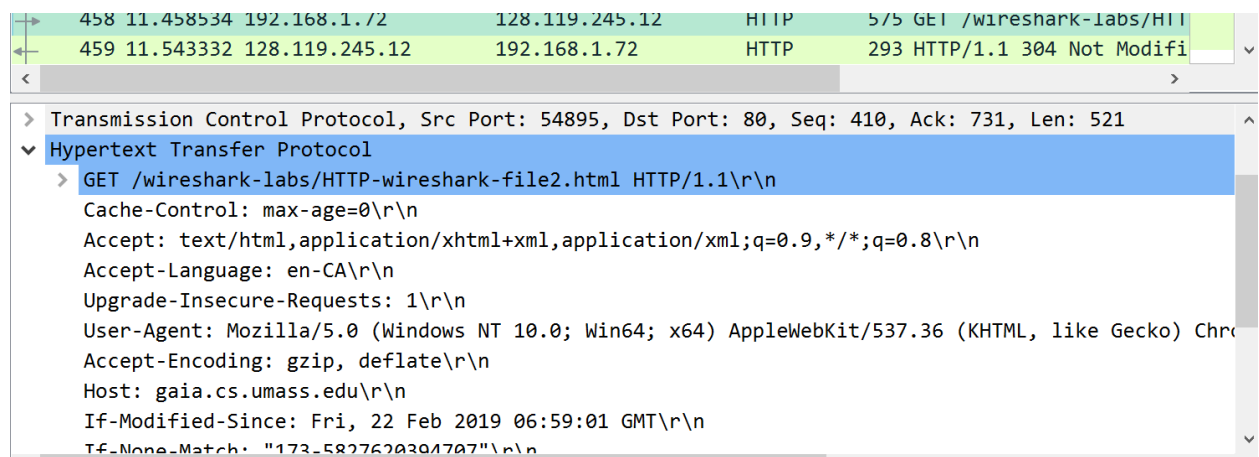 458 11.458534 192.168.1.72 128.119.245.12 HTTP 575 GET /wireshark-labs/HTT
459 11.543332 128.119.245.12 192.168.1.72 HTTP 293 HTTP/1.1 304 Not Modifi
Transmission Control Protocol, Src Port: 54895, Dst Port: 80, Seq: 410, Ack: 731, Len: 521
Hypertext Transfer Protocol
GET /wireshark-labs/HTTP-wireshark-file2.html HTTP/1.1\r\n
Cache-Control: max-age=0\r\n
Accept: text/html,application/xhtml+xml,application/xml;q=0.9,*/*;q=0.8\r\n
Accept-Language: en-CA\r\n
Upgrade-Insecure-Requests: 1\r\n
User-Agent: Mozilla/5.0 (Windows NT 10.0; Win64; x64) AppleWebKit/537.36 (KHTML, like Gecko) Chro
Accept-Encoding: gzip, deflate\r\n
Host: gaia.cs.umass.edu\r\n
If-Modified-Since: Fri, 22 Feb 2019 06:59:01 GMT\r\n
If-None-Match: "173-5827620394707"\r\n